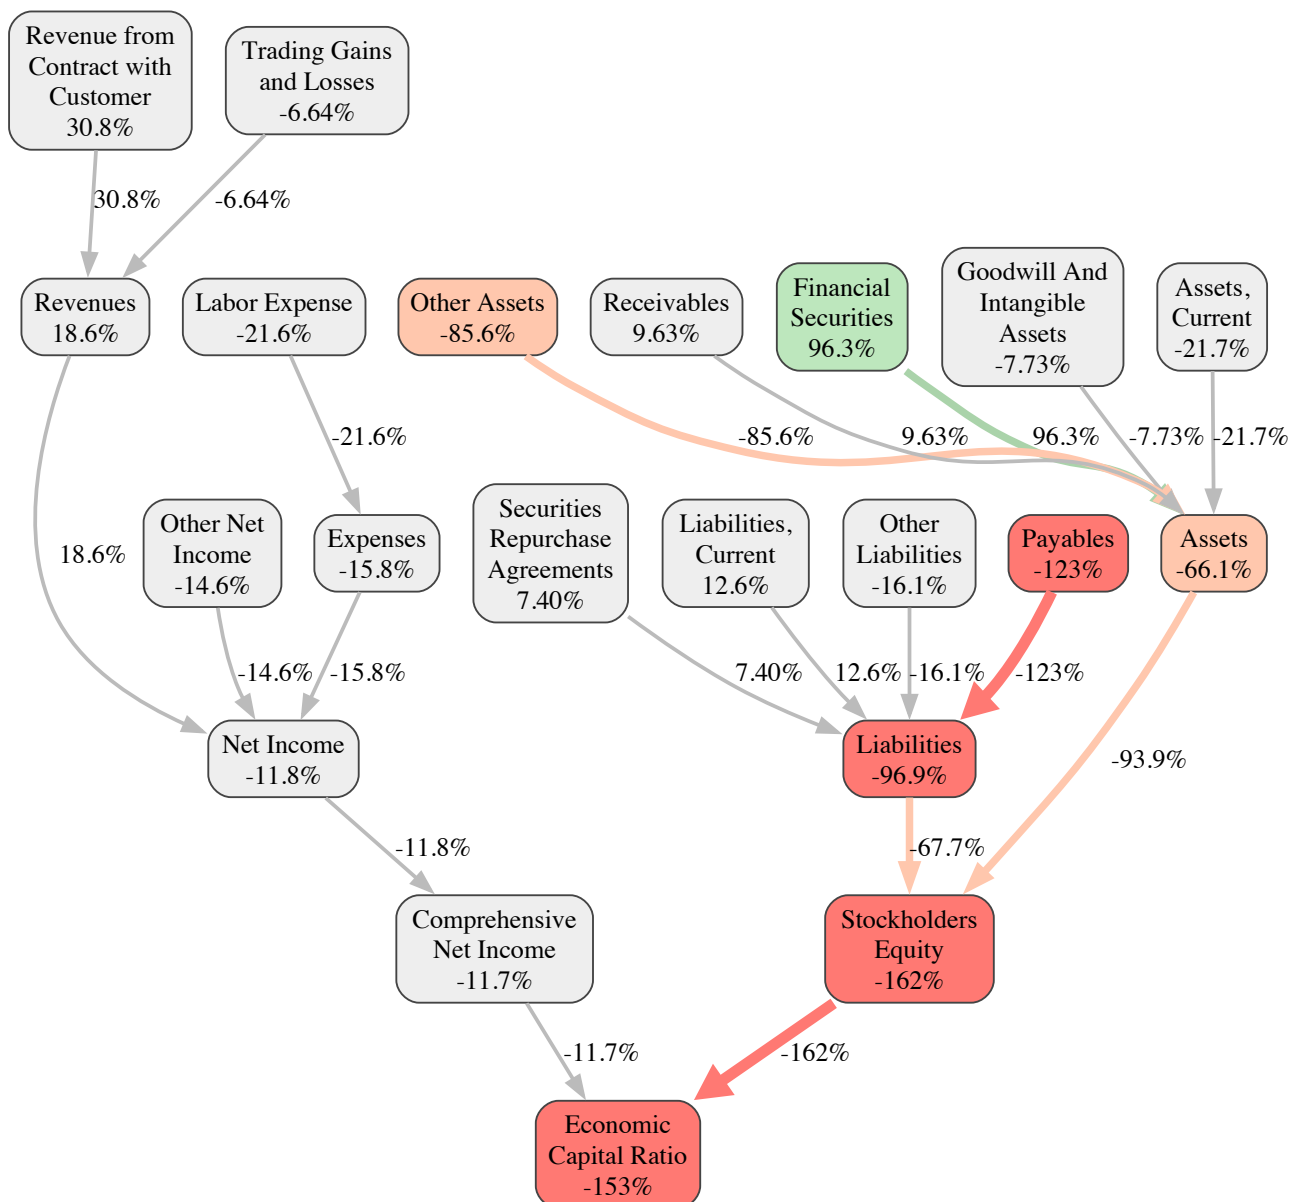 Revenue from
Contract with
Customer
30.8%
Trading Gains
and Losses
-6.64%
30.8%
-6.64%
Revenues
18.6%
Labor Expense
-21.6%
Other Assets
-85.6%
Receivables
9.63%
Financial
Securities
96.3%
Goodwill And
Intangible
Assets
-7.73%
Assets,
Current
-21.7%
-21.6%
-85.6%
9.63%
96.3%
-7.73%
-21.7%
18.6%
Other Net
Income
-14.6%
Expenses
-15.8%
Securities
Repurchase
Agreements
7.40%
Liabilities,
Current
12.6%
Other
Liabilities
-16.1%
Payables
-123%
Assets
-66.1%
-14.6%
-15.8%
7.40%
12.6%
-16.1%
-123%
-93.9%
Net Income
-11.8%
Liabilities
-96.9%
-11.8%
-67.7%
Comprehensive
Net Income
-11.7%
Stockholders
Equity
-162%
-11.7%
-162%
Economic
Capital Ratio
-153%